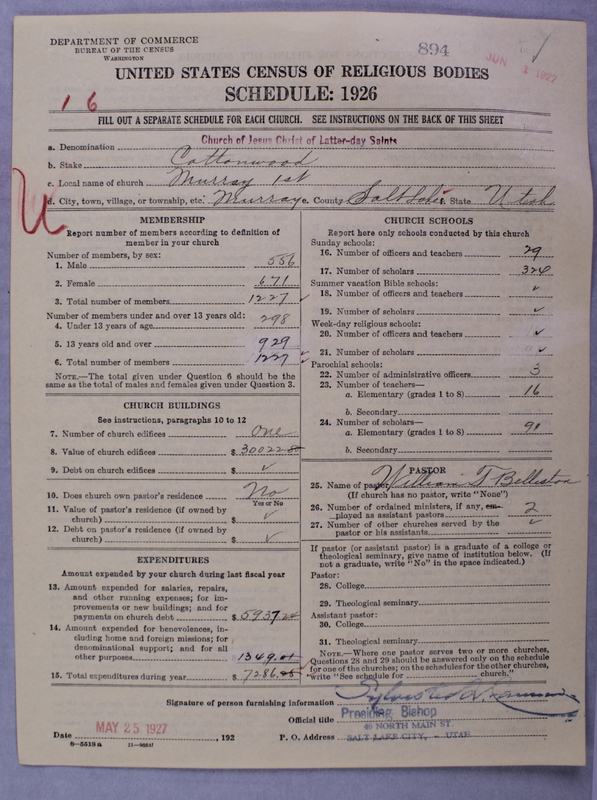 DEPARTMENT OF COMMERCE
BUREAU OF THE CENSUS
WASHINGTON
894
JUN 1 1927
UNITED STATES CENSUS OF RELIGIOUS BODIES
SCHEDULE: 1926
16
FILL OUT A SEPARATE SCHEDULE FOR EACH CHURCH. SEE INSTRUCTIONS ON THE BACK OF THIS SHEET
a. Denomination Church of Jesus Christ of Latter-day Saints
b. Stake Cottonwood
c. Local name of church Murray 1st
d. City, town, village, or township, etc. Murray e. County Salt Lake f. State Utah
MEMBERSHIP
Report number of members according to definition of
member in your church
Number of members, by sex:
1. Male 556
2. Female 671
3. Total number of members 1227 ✓
Number of members under and over 13 years old:
4. Under 13 years of age 298
5. 13 years old and over 929
6. Total number of members 1227 ✓
NOTE.—The total given under Question 6 should be the
same as the total of males and females given under Question 3.
CHURCH BUILDINGS
See instructions, paragraphs 10 to 12
7. Number of church edifices One
8. Value of church edifices $ 30022
9. Debt on church edifices $ ✓
10. Does church own pastor's residence? No
Yes or No
11. Value of pastor's residence (if owned by
church) $ ✓
12. Debt on pastor's residence (if owned by
church) $ ✓
EXPENDITURES
Amount expended by your church during last fiscal year
13. Amount expended for salaries, repairs,
and other running expenses; for im-
provements or new buildings; and for
payments on church debt $ 5937
14. Amount expended for benevolences,
including home and foreign missions; for
denominational support; and for all
other purposes 1349
15. Total expenditures during year $ 7286
CHURCH SCHOOLS
Report here only schools conducted by this church
Sunday schools:
16. Number of officers and teachers 29
17. Number of scholars 324
Summer vacation Bible schools:
18. Number of officers and teachers ✓
19. Number of scholars ✓
Week-day religious schools:
20. Number of officers and teachers ✓
21. Number of scholars ✓
Parochial schools:
22. Number of administrative officers 3
23. Number of teachers—
a. Elementary (grades 1 to 8) 16
b. Secondary
24. Number of scholars—
a. Elementary (grades 1 to 8)
b. Secondary
PASTOR
25. Name of pastor William T Belliston
(If church has no pastor, write "None")
26. Number of ordained ministers, if any, em-
ployed as assistant pastors 2
27. Number of other churches served by the
pastor or his assistants ✓
If pastor (or assistant pastor) is a graduate of a college or
theological seminary, give name of institution below. (If
not a graduate, write "No" in the space indicated.)
Pastor:
28. College
29. Theological seminary
Assistant pastor:
30. College
31. Theological seminary
NOTE.—Where one pastor serves two or more churches,
Questions 28 and 29 should be answered only on the schedule
for one of the churches; on the schedules for the other churches,
write "See schedule for church."
Signature of person furnishing information Sylvester Q. Cannon
Official title Presiding Bishop
40 NORTH MAIN ST.
Date MAY 25 1927, 192 P. O. Address SALT LAKE CITY, - UTAH
8-5518a